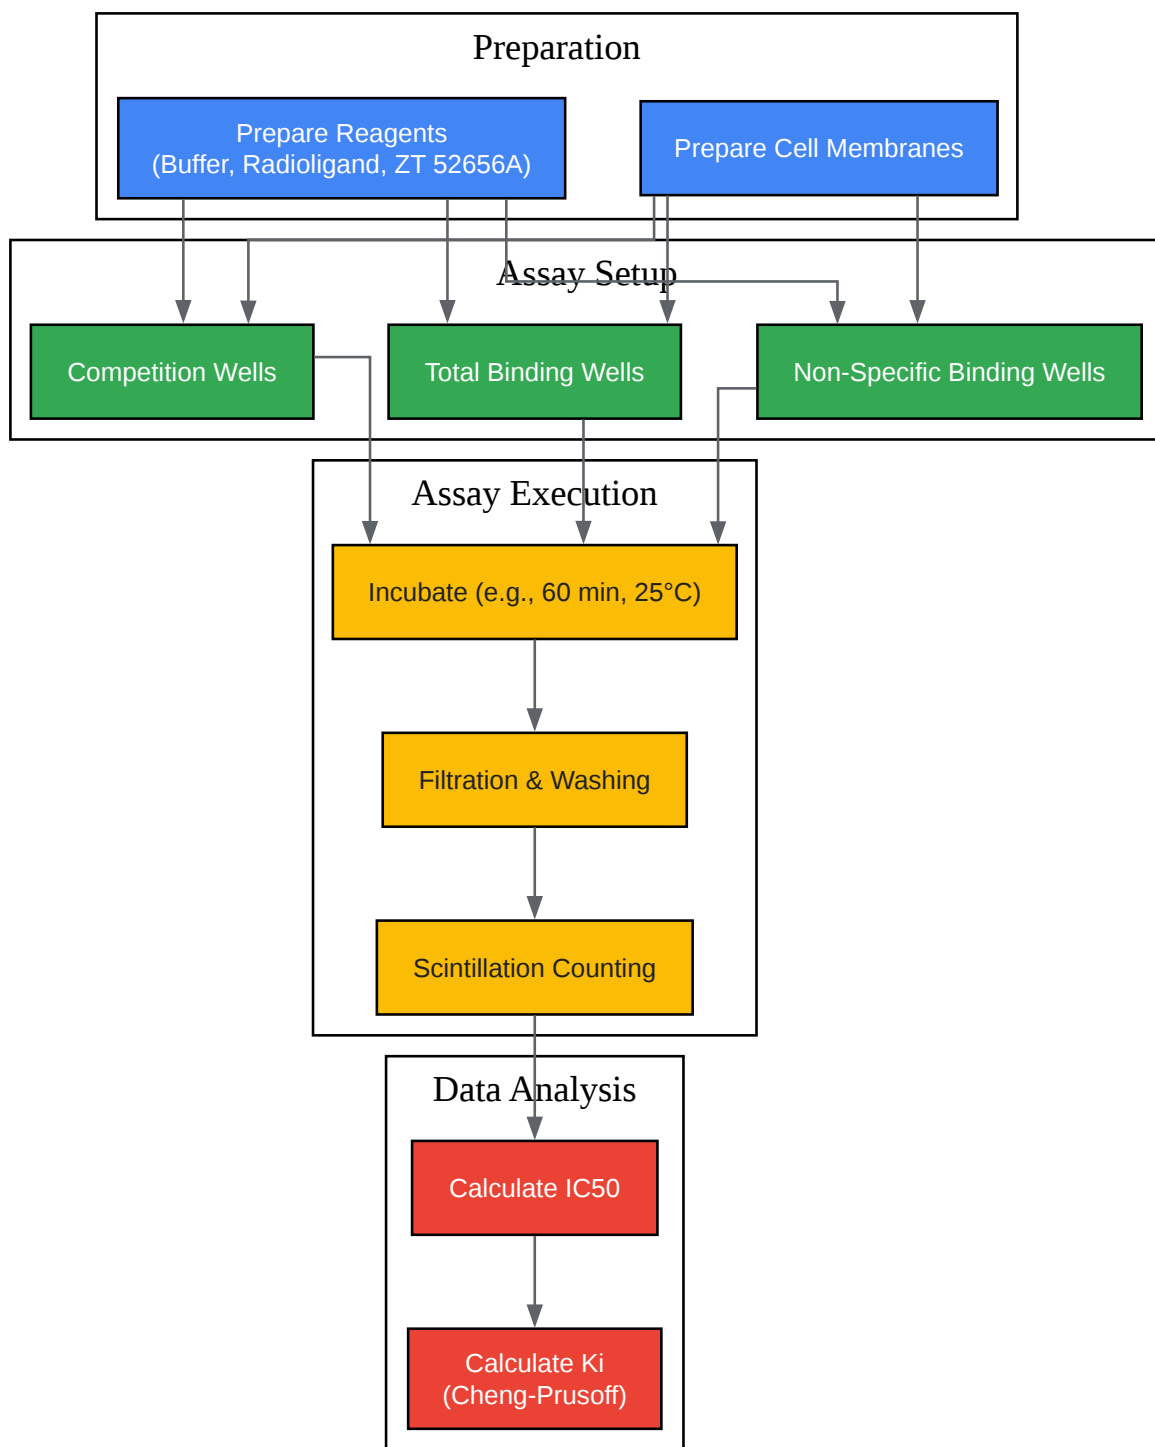 Preparation
Prepare Reagents
(Buffer, Radioligand, ZT 52656A)
Prepare Cell Membranes
Assay Setup
Competition Wells
Total Binding Wells
Non-Specific Binding Wells
Assay Execution
Incubate (e.g., 60 min, 25°C)
Filtration & Washing
Scintillation Counting
Data Analysis
Calculate IC50
Calculate Ki
(Cheng-Prusoff)